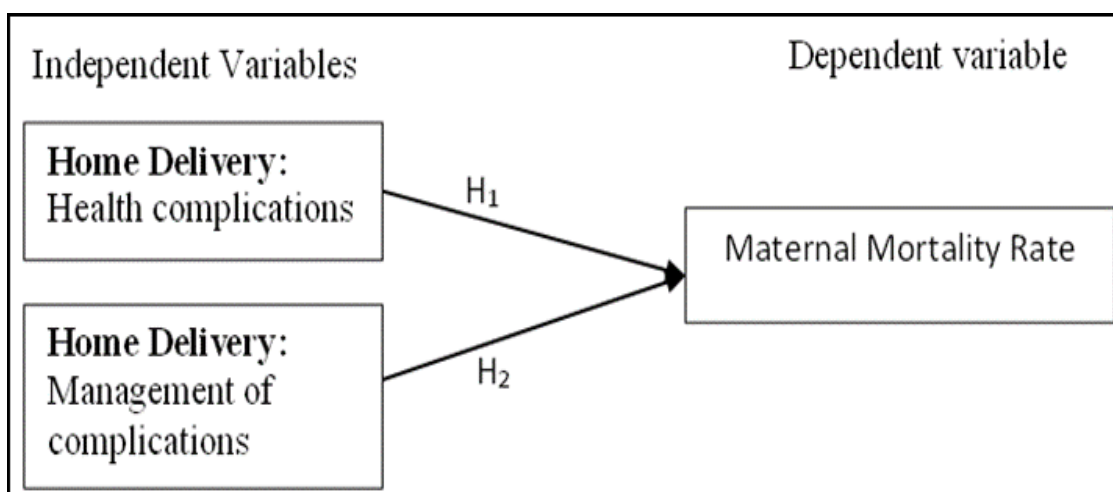 Independent Variables
Dependent variable
Home Delivery:
Health complications
H₁
Maternal Mortality Rate
Home Delivery:
Management of
complications
H₂